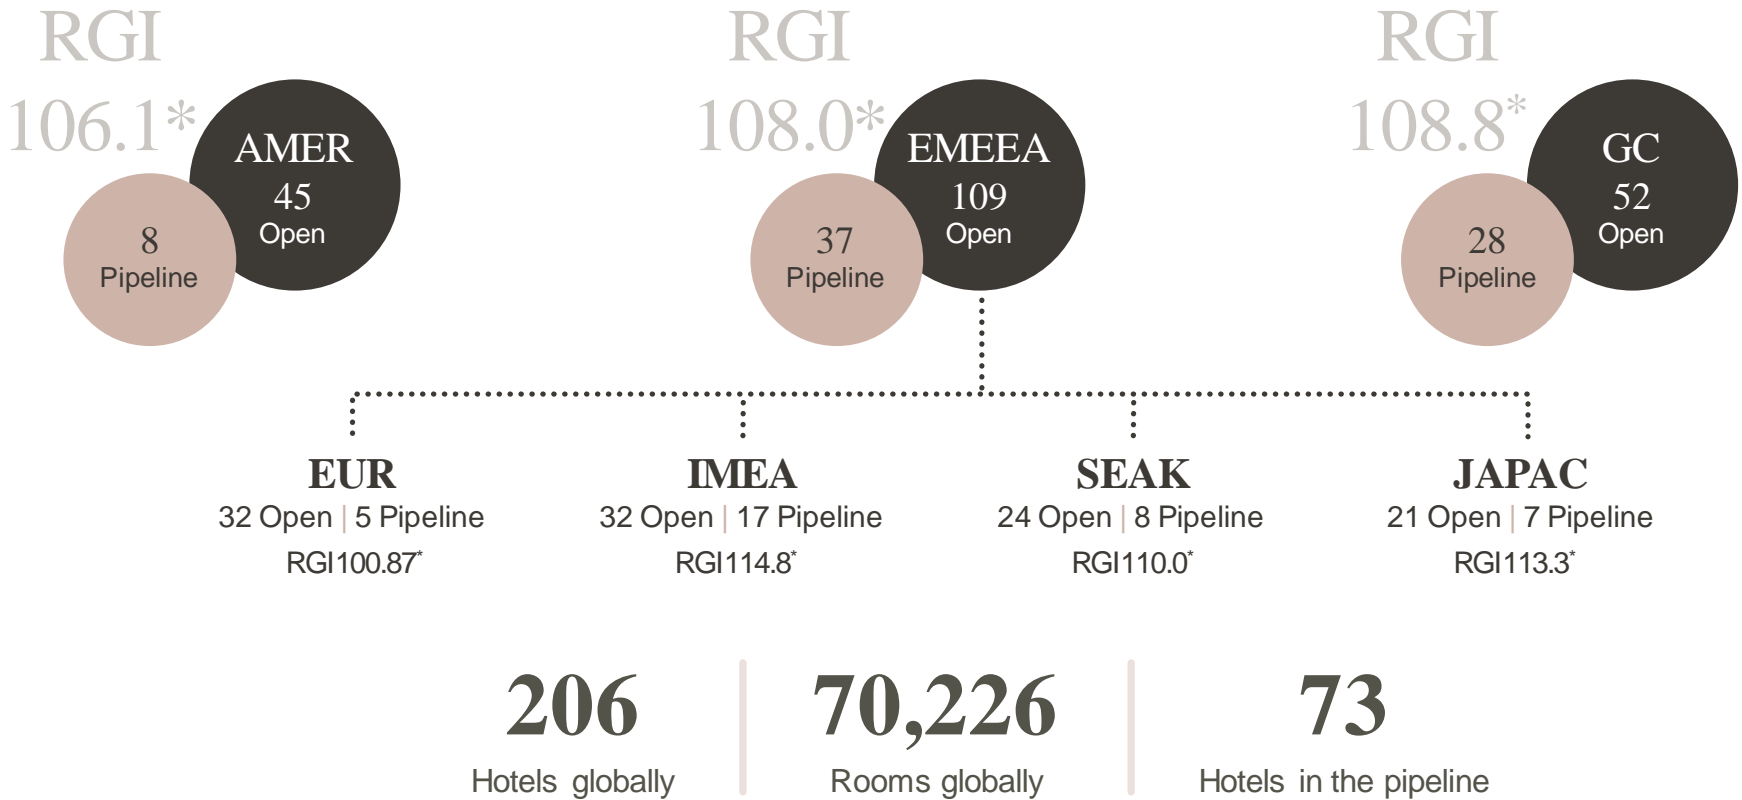 RGI
106.1*
AMER
45
Open
8
Pipeline
RGI
108.0*
EMEEA
109
Open
37
Pipeline
RGI
108.8*
GC
52
Open
28
Pipeline
EUR
32 Open | 5 Pipeline
RGI100.87*
IMEA
32 Open | 17 Pipeline
RGI114.8*
SEAK
24 Open | 8 Pipeline
RGI110.0*
JAPAC
21 Open | 7 Pipeline
RGI113.3*
206
Hotels globally
70,226
Rooms globally
73
Hotels in the pipeline